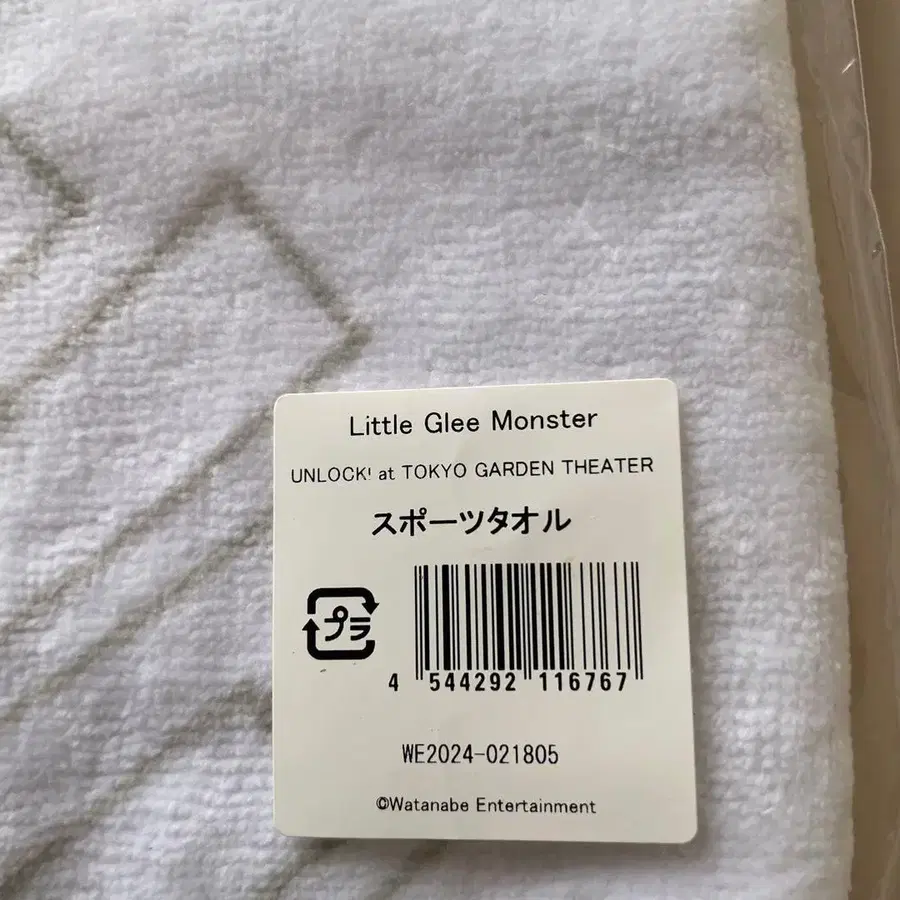 Little Glee Monster
UNLOCK! at TOKYO GARDEN THEATER
スポーツタオル
プラ
4 544292 116767
WE2024-021805
©Watanabe Entertainment